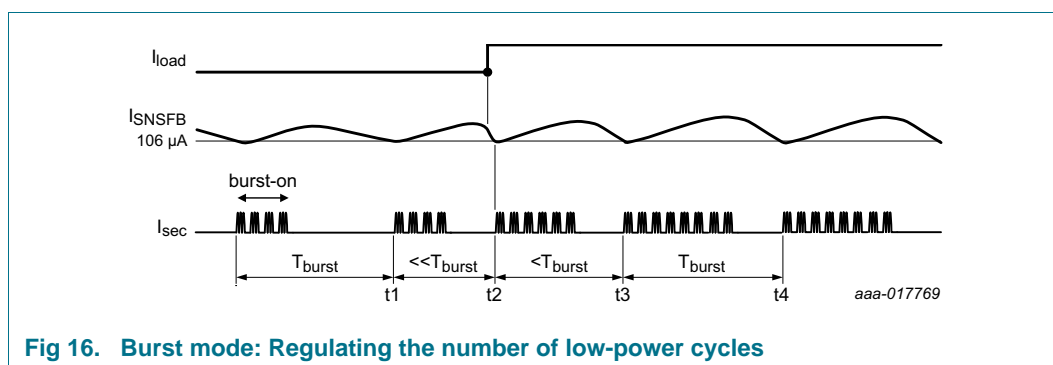 Iload
ISNSFB
106 µA
burst-on
Isec
Tburst
<<Tburst
<Tburst
Tburst
t1
t2
t3
t4
aaa-017769
Fig 16. Burst mode: Regulating the number of low-power cycles